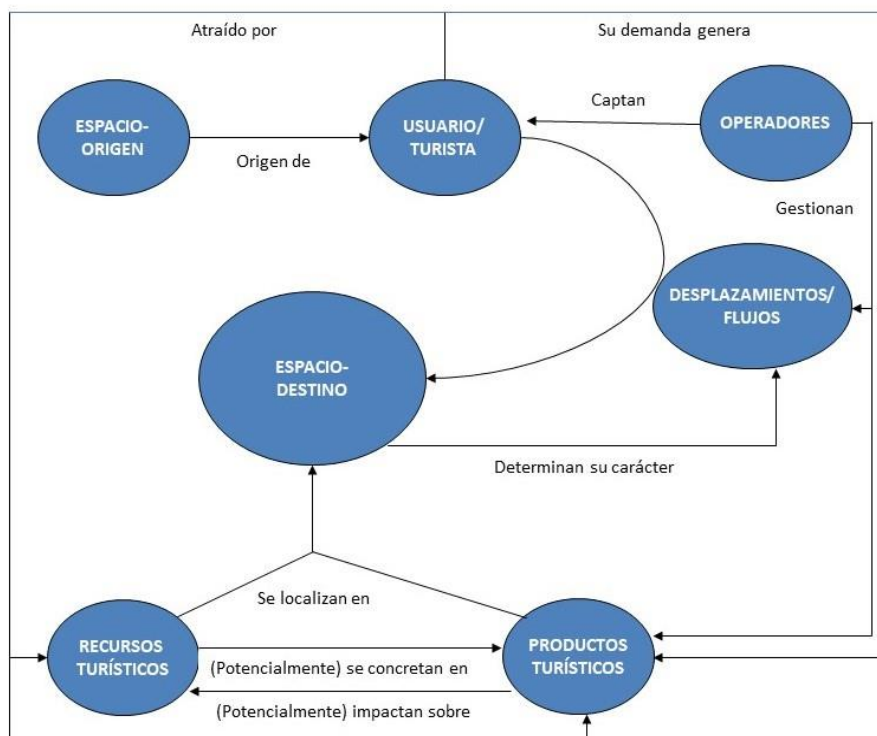 Atraído por
Su demanda genera
ESPACIO-
ORIGEN
Origen de
USUARIO/
TURISTA
Captan
OPERADORES
Gestionan
DESPLAZAMIENTOS/
FLUJOS
ESPACIO-
DESTINO
Determinan su carácter
Se localizan en
RECURSOS
TURÍSTICOS
(Potencialmente) se concretan en
(Potencialmente) impactan sobre
PRODUCTOS
TURÍSTICOS